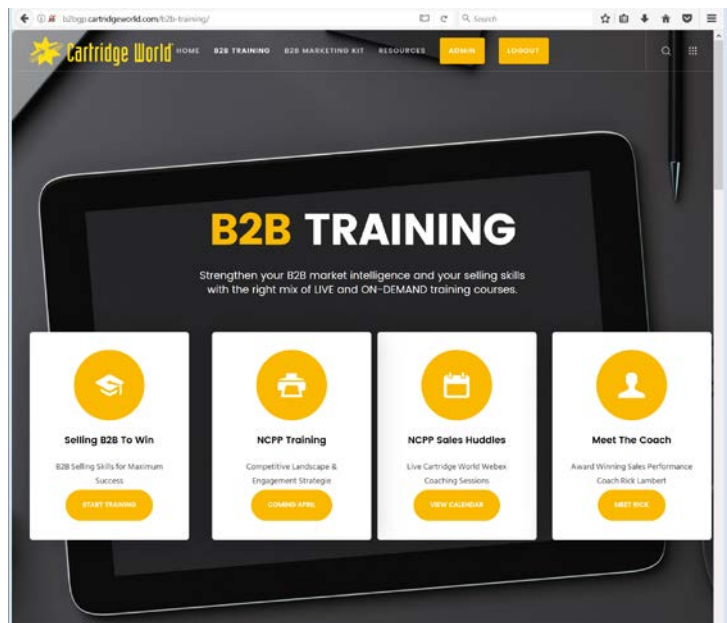 b2bgp.cartridgeworld.com/b2b-training/
Search
Cartridge World
HOME
B2B TRAINING
B2B MARKETING KIT
RESOURCES
ADMIN
LOGOUT
B2B TRAINING
Strengthen your B2B market intelligence and your selling skills
with the right mix of LIVE and ON-DEMAND training courses.
Selling B2B To Win
B2B Selling Skills for Maximum
Success
START TRAINING
NCPP Training
Competitive Landscape &
Engagement Strategie
COMING APRIL
NCPP Sales Huddles
Live Cartridge World Webex
Coaching Sessions
VIEW CALENDAR
Meet The Coach
Award Winning Sales Performance
Coach Rick Lambert
MEET RICK